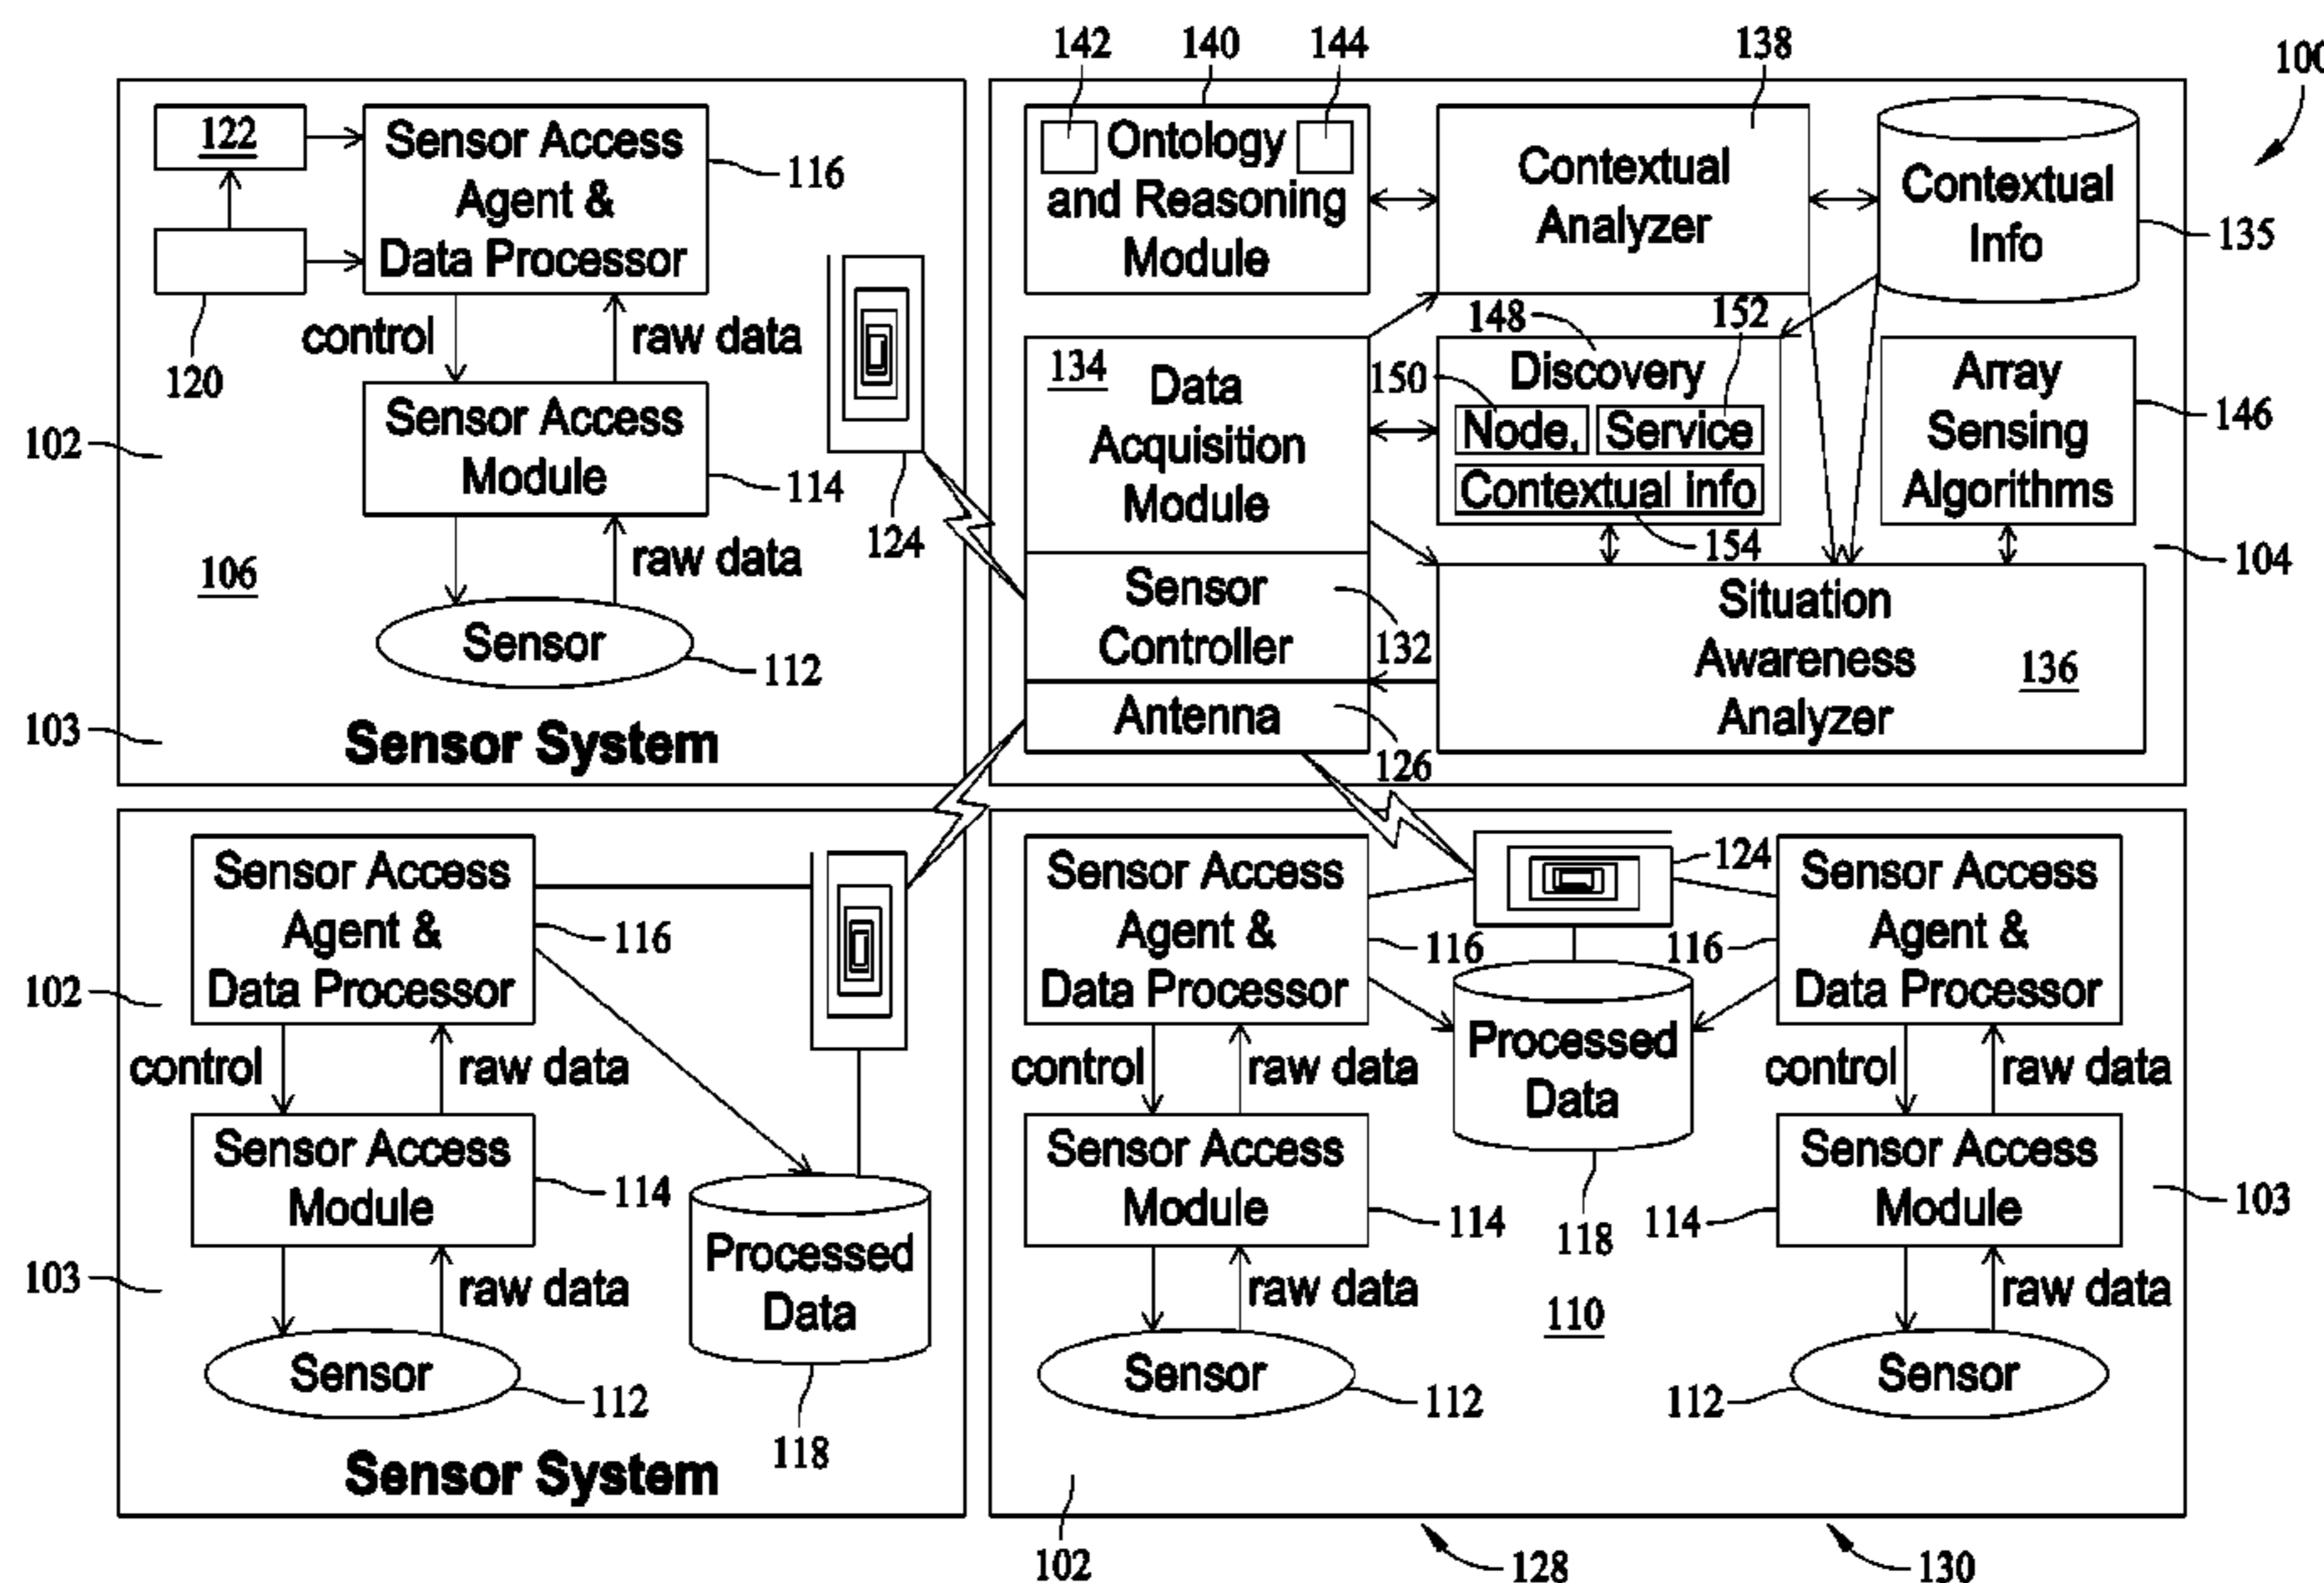 142
140
144
138
100
122
Sensor Access
Agent &
Data Processor
116
120
control
raw data
Sensor Access
Module
114
102
raw data
106
Sensor
112
103
Sensor System
124
Ontology
and Reasoning
Module
Contextual
Analyzer
Contextual
Info
135
134
Data
Acquisition
Module
148
152
Discovery
150
Node,
Service
Contextual info
154
Array
Sensing
Algorithms
146
104
Sensor
Controller
132
Situation
Awareness
Analyzer
136
Antenna
126
Sensor Access
Agent &
Data Processor
116
102
control
raw data
Sensor Access
Module
114
103
raw data
Processed
Data
Sensor
112
118
Sensor System
Sensor Access
Agent &
Data Processor
116
124
116
Sensor Access
Agent &
Data Processor
Processed
Data
control
raw data
control
raw data
Sensor Access
Module
114
118
114
Sensor Access
Module
103
raw data
110
raw data
Sensor
112
112
Sensor
102
128
130